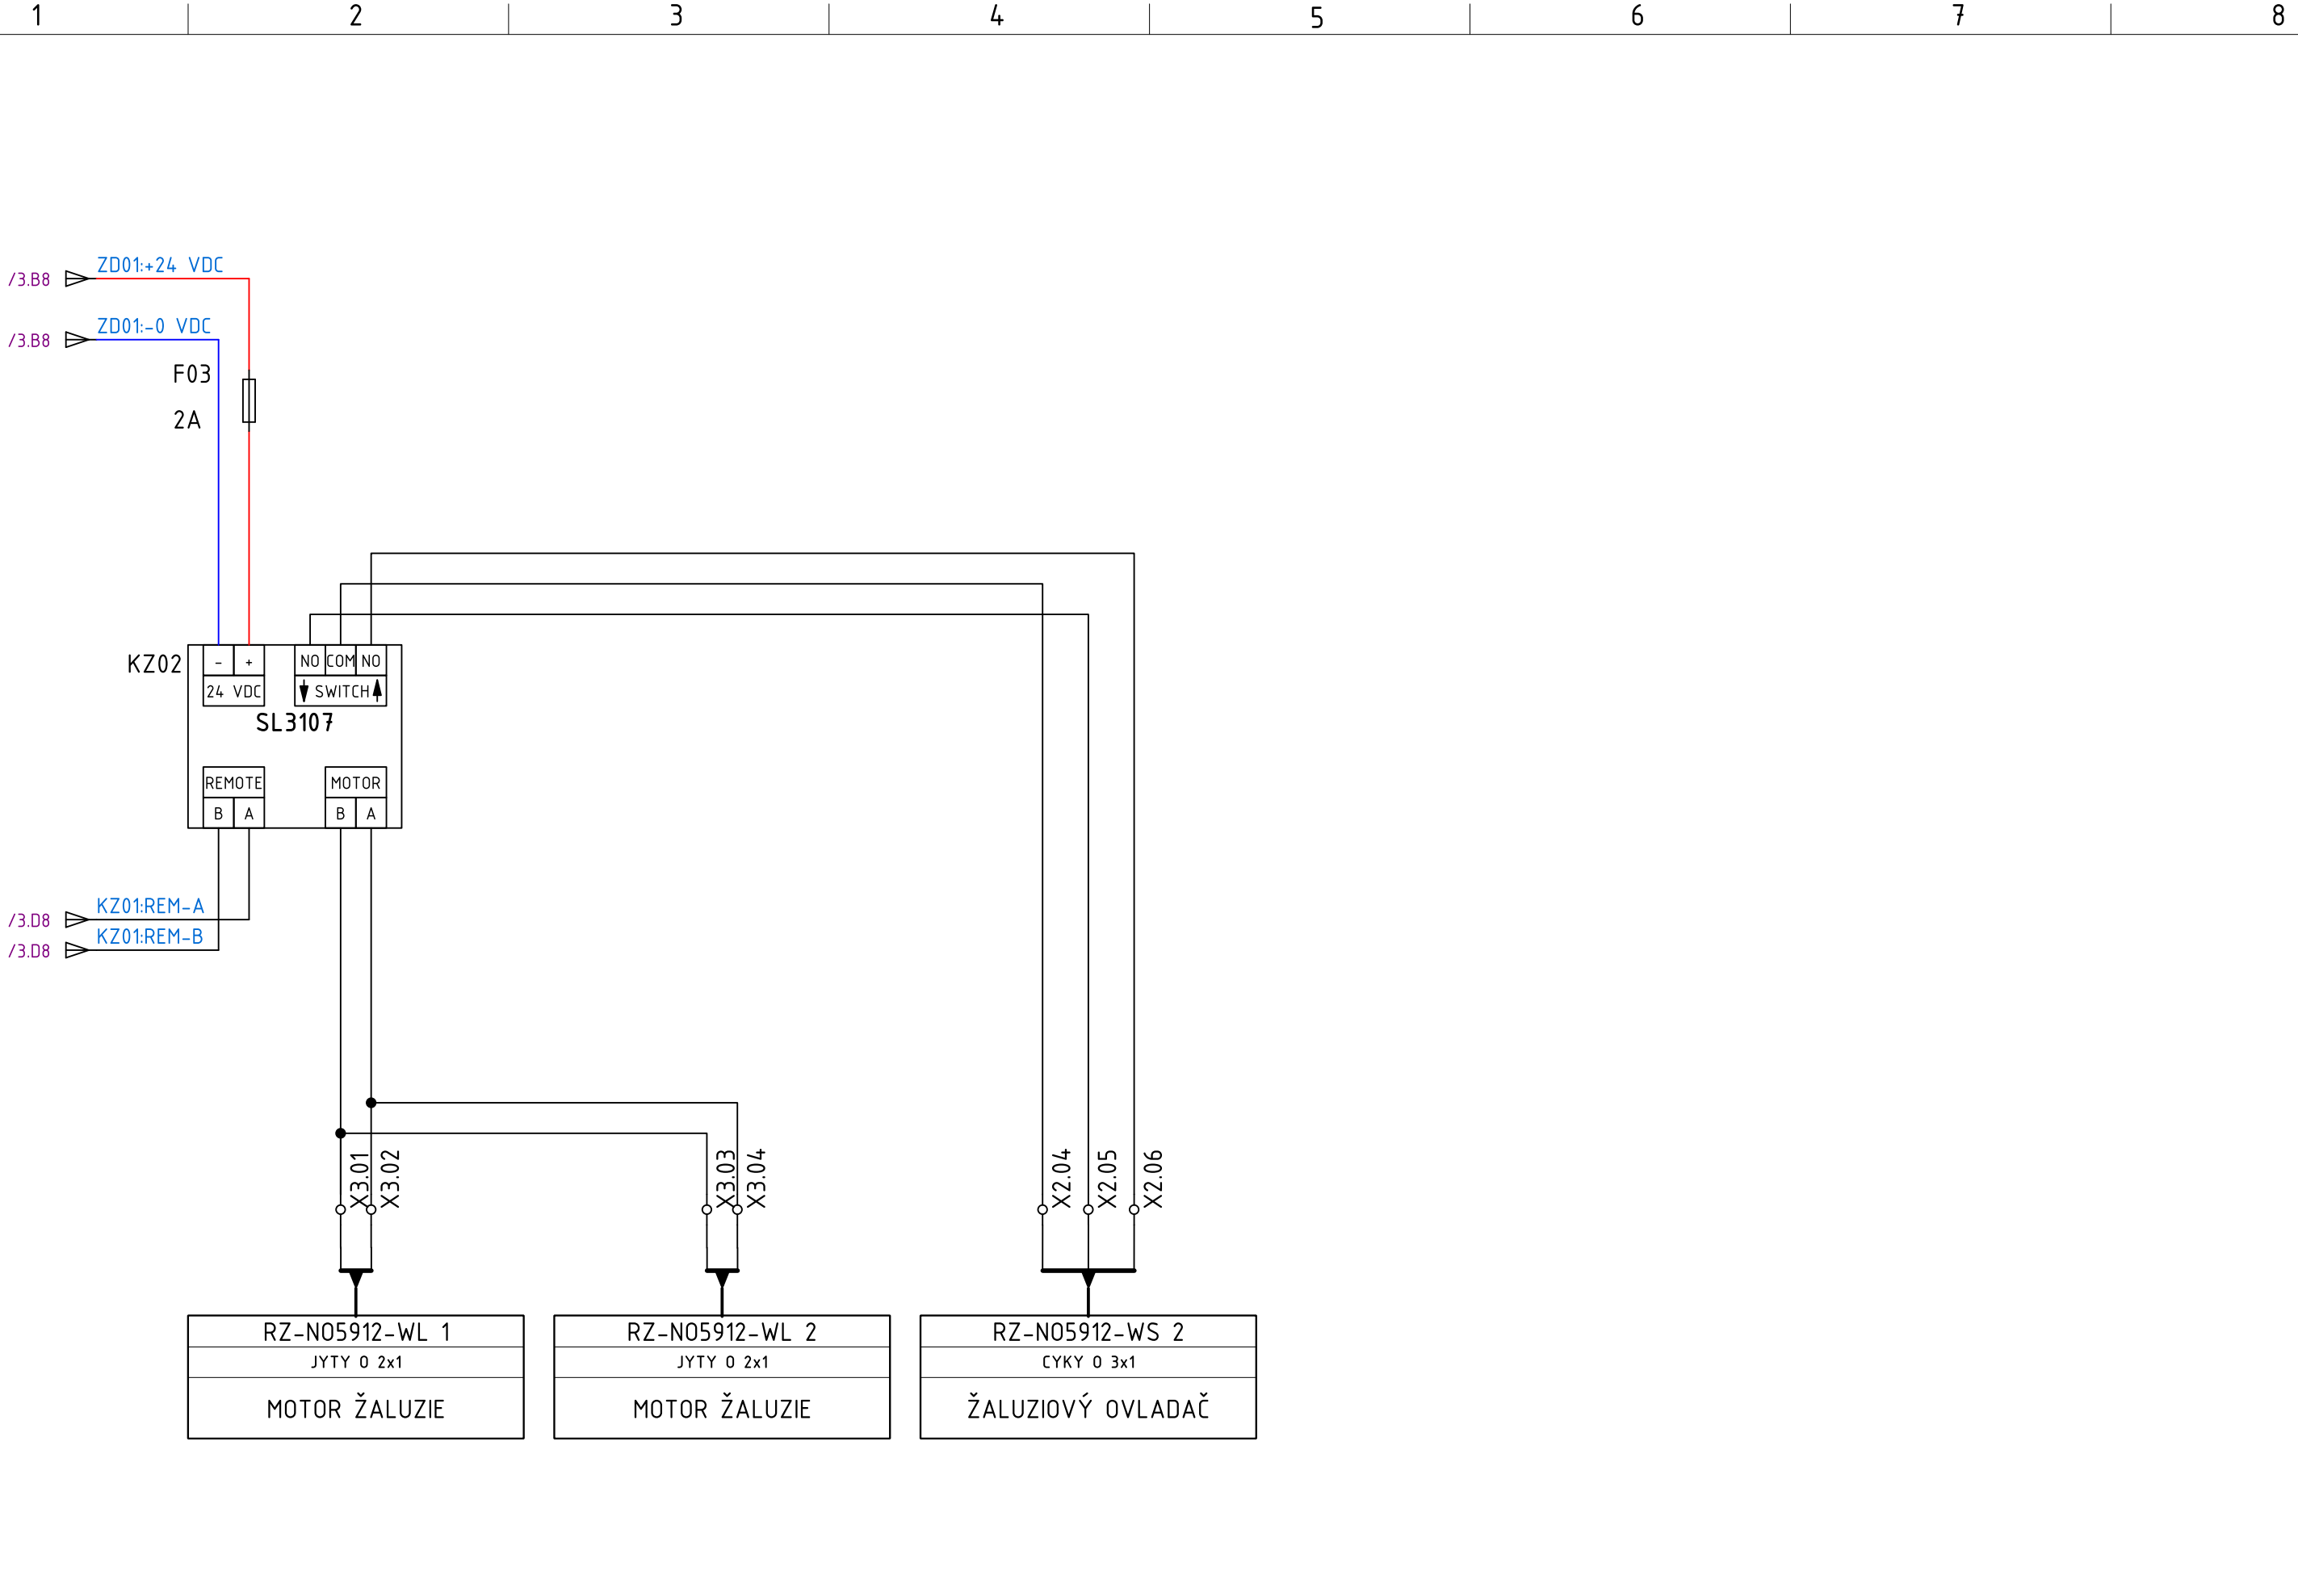 1 2 3 4 5 6 7 8
ZD01:+24 VDC
/3.B8
ZD01:-0 VDC
/3.B8
F03
2A
KZ02
- + NO COM NO
24 VDC SWITCH
SL3107
REMOTE MOTOR
B A B A
KZ01:REM-A
/3.D8
KZ01:REM-B
/3.D8
X3.01
X3.02
X3.03
X3.04
X2.04
X2.05
X2.06
RZ-NO5912-WL 1
JYTY O 2x1
MOTOR ŽALUZIE
RZ-NO5912-WL 2
JYTY O 2x1
MOTOR ŽALUZIE
RZ-NO5912-WS 2
CYKY O 3x1
ŽALUZIOVÝ OVLADAČ